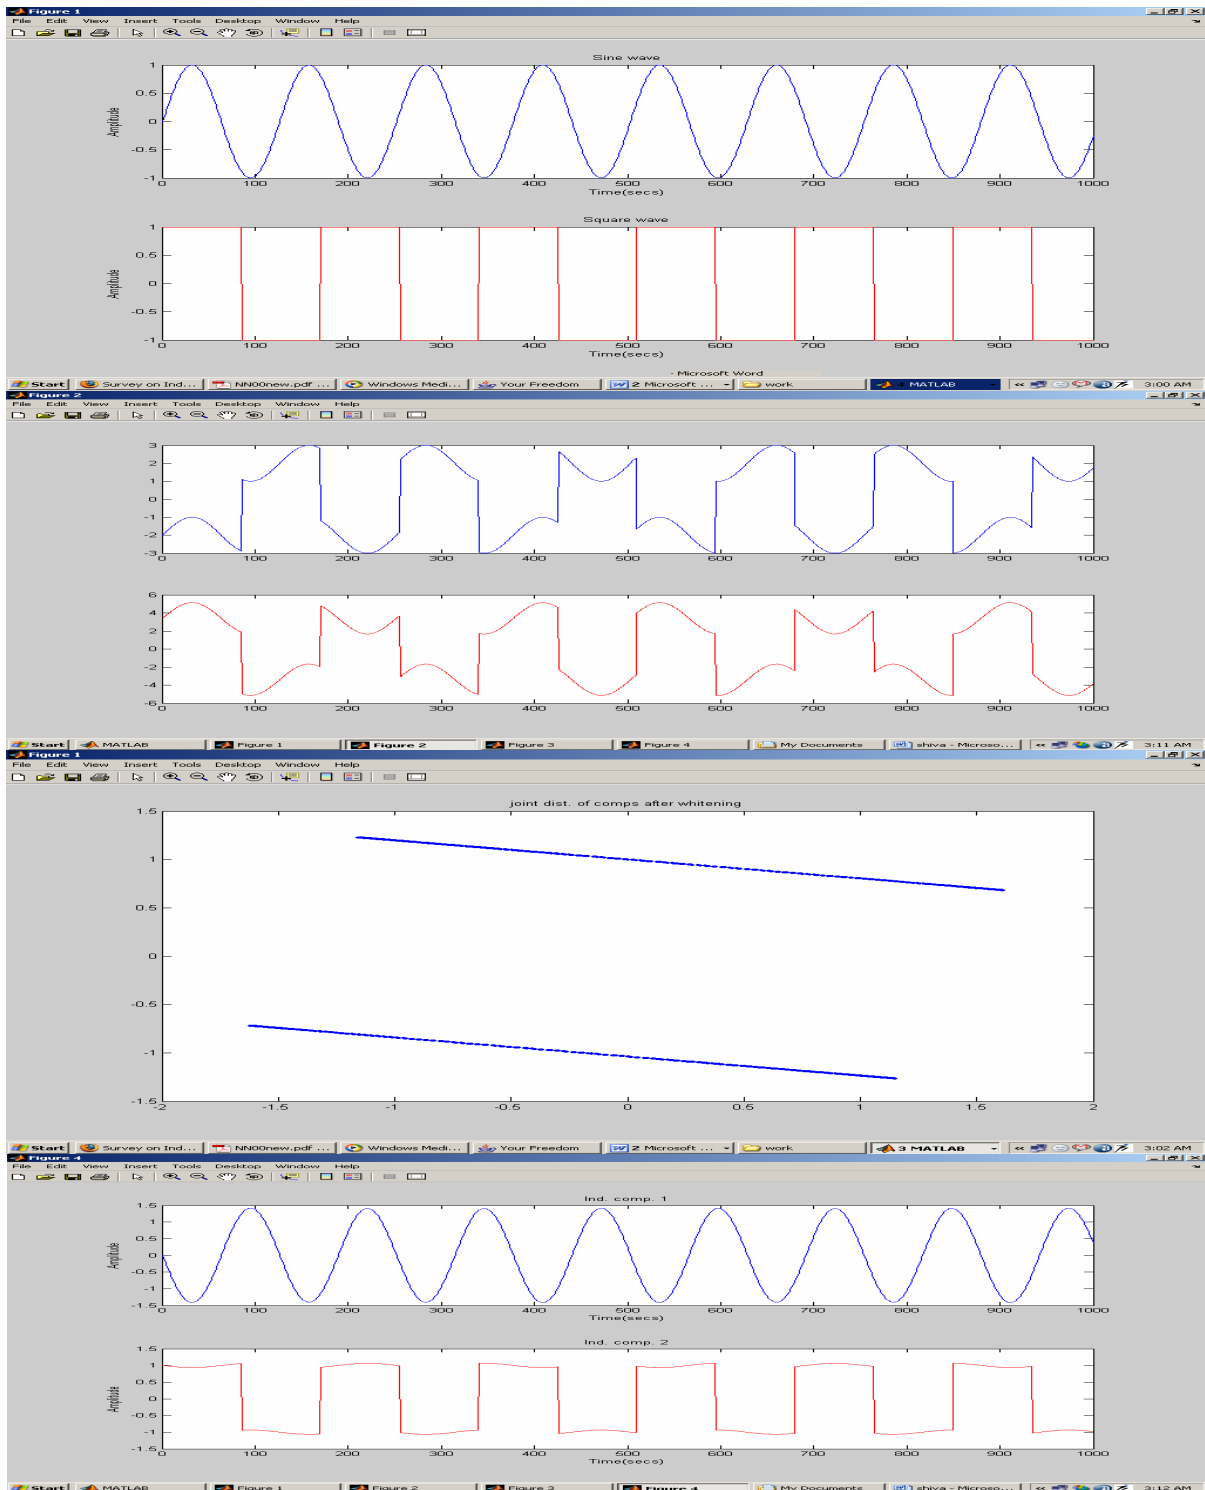 Figure 1
File Edit View Insert Tools Desktop Window Help
Sine wave
1
0.5
0
-0.5
-1
Amplitude
0 100 200 300 400 500 600 700 800 900 1000
Time(secs)
Square wave
1
0.5
0
-0.5
-1
Amplitude
0 100 200 300 400 500 600 700 800 900 1000
Time(secs)
- Microsoft Word
Start Survey on Ind... NN00new.pdf ... Windows Medi... Your Freedom 2 Microsoft ... work MATLAB 3:00 AM
Figure 2
File Edit View Insert Tools Desktop Window Help
3
2
1
0
-1
-2
-3
0 100 200 300 400 500 600 700 800 900 1000
6
4
2
0
-2
-4
-6
0 100 200 300 400 500 600 700 800 900 1000
Start MATLAB Figure 1 Figure 2 Figure 3 Figure 4 My Documents shiva - Microso... 3:11 AM
Figure 1
File Edit View Insert Tools Desktop Window Help
joint dist. of comps after whitening
1.5
1
0.5
0
-0.5
-1
-1.5
-2 -1.5 -1 -0.5 0 0.5 1 1.5 2
Start Survey on Ind... NN00new.pdf ... Windows Medi... Your Freedom 2 Microsoft ... work 3 MATLAB 3:02 AM
Figure 4
File Edit View Insert Tools Desktop Window Help
Ind. comp. 1
1.5
1
0.5
0
-0.5
-1
-1.5
Amplitude
0 100 200 300 400 500 600 700 800 900 1000
Time(secs)
Ind. comp. 2
1.5
1
0.5
0
-0.5
-1
-1.5
Amplitude
0 100 200 300 400 500 600 700 800 900 1000
Time(secs)
Start MATLAB Figure 1 Figure 2 Figure 3 Figure 4 My Documents shiva - Microso... 3:12 AM